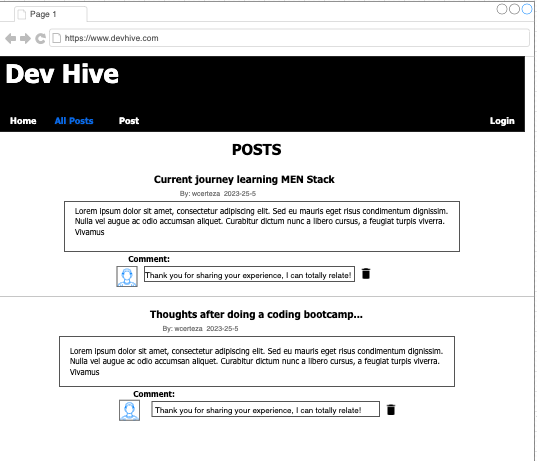 Page 1
https://www.devhive.com
Dev Hive
Home All Posts Post Login
POSTS
Current journey learning MEN Stack
By: wcerteza 2023-25-5
Lorem ipsum dolor sit amet, consectetur adipiscing elit. Sed eu mauris eget risus condimentum dignissim.
Nulla vel augue ac odio accumsan aliquet. Curabitur dictum nunc a libero cursus, a feugiat turpis viverra.
Vivamus
Comment:
Thank you for sharing your experience, I can totally relate!
Thoughts after doing a coding bootcamp...
By: wcerteza 2023-25-5
Lorem ipsum dolor sit amet, consectetur adipiscing elit. Sed eu mauris eget risus condimentum dignissim.
Nulla vel augue ac odio accumsan aliquet. Curabitur dictum nunc a libero cursus, a feugiat turpis viverra.
Vivamus
Comment:
Thank you for sharing your experience, I can totally relate!